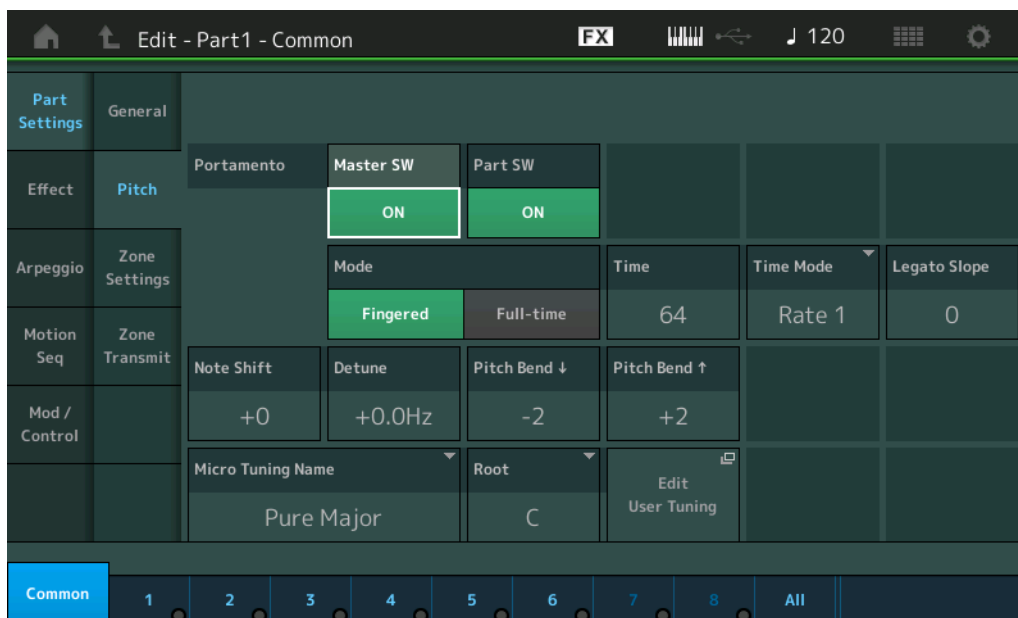 Edit - Part1 - Common
FX
120
Part
Settings
General
Effect
Pitch
Arpeggio
Zone
Settings
Motion
Seq
Zone
Transmit
Mod /
Control
Portamento
Master SW
ON
Part SW
ON
Mode
Fingered
Full-time
Time
64
Time Mode
Rate 1
Legato Slope
0
Note Shift
+0
Detune
+0.0Hz
Pitch Bend ↓
-2
Pitch Bend ↑
+2
Micro Tuning Name
Pure Major
Root
C
Edit
User Tuning
Common
1
2
3
4
5
6
7
8
All